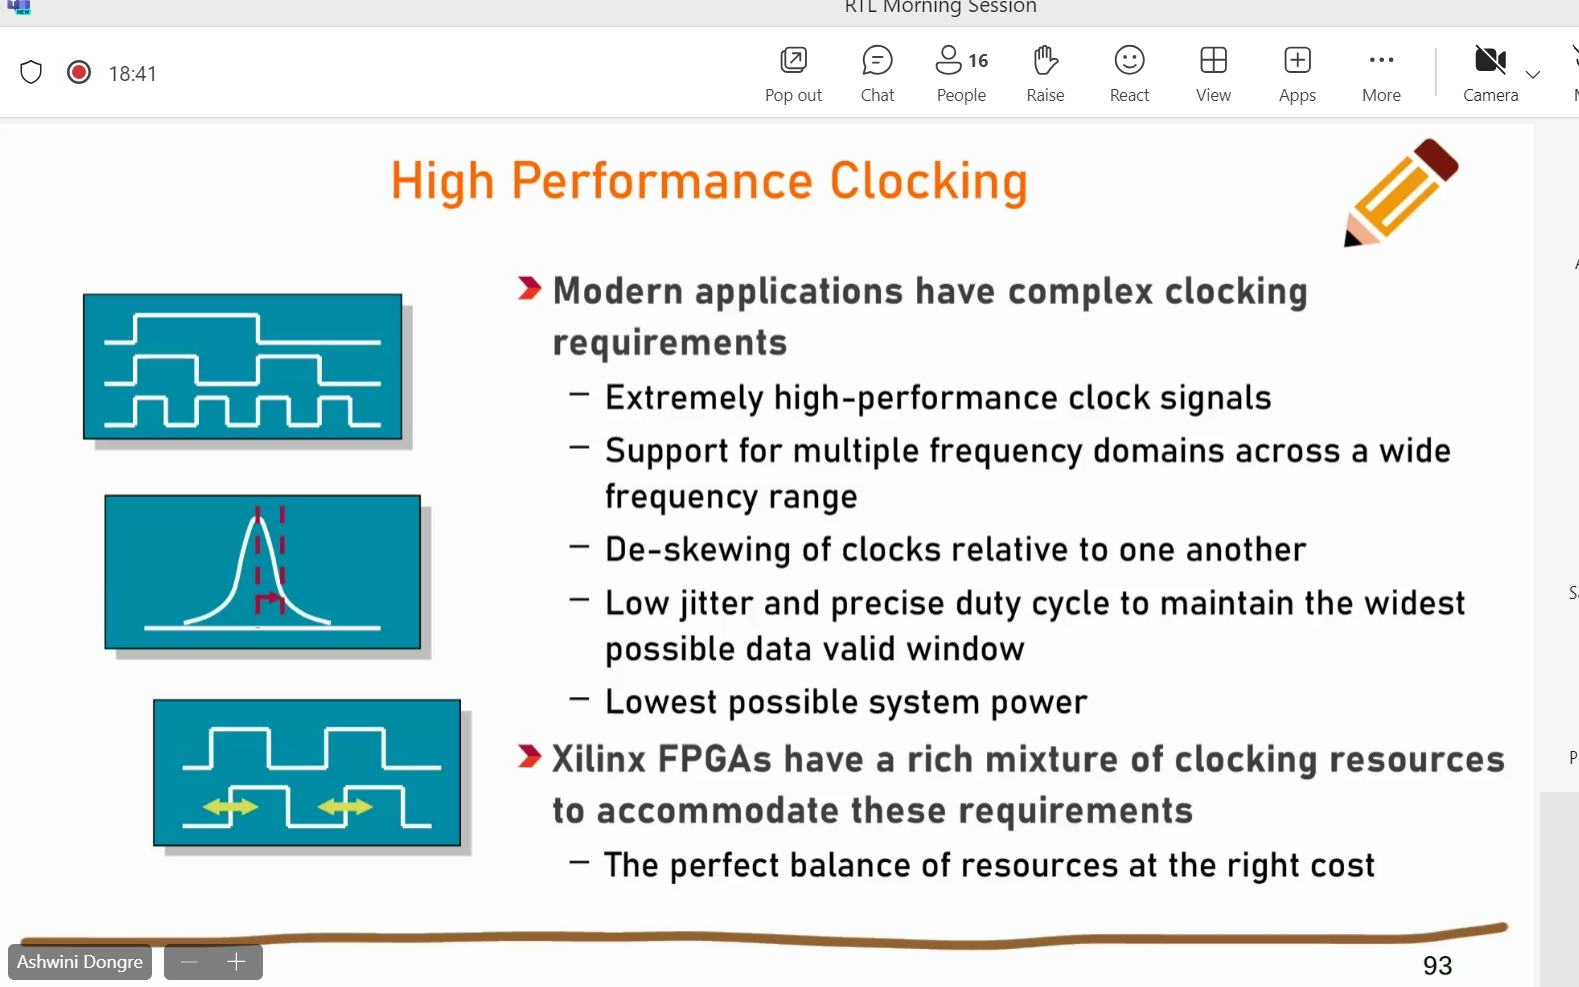 RTL Morning Session
18:41
Pop out
Chat
16
People
Raise
React
View
Apps
More
Camera
High Performance Clocking
Modern applications have complex clocking
requirements
– Extremely high-performance clock signals
– Support for multiple frequency domains across a wide
frequency range
– De-skewing of clocks relative to one another
– Low jitter and precise duty cycle to maintain the widest
possible data valid window
– Lowest possible system power
Xilinx FPGAs have a rich mixture of clocking resources
to accommodate these requirements
– The perfect balance of resources at the right cost
Ashwini Dongre
93